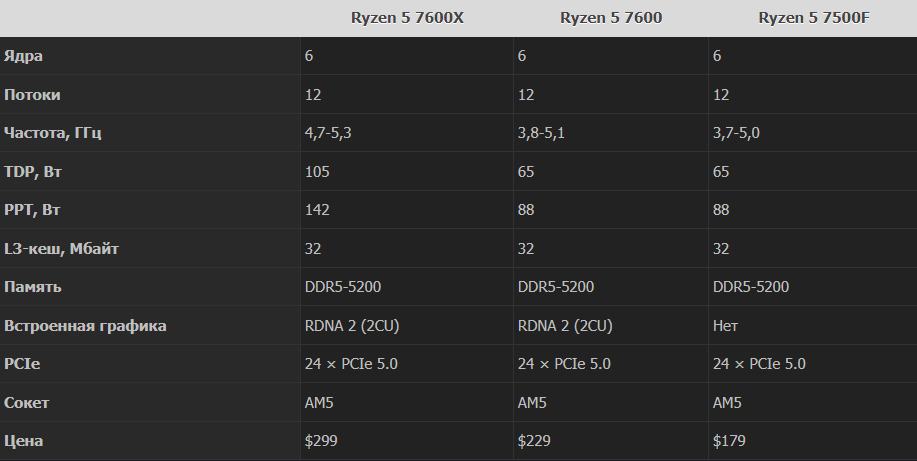 Ryzen 5 7600X Ryzen 5 7600 Ryzen 5 7500F
Ядра 6 6 6
Потоки 12 12 12
Частота, ГГц 4,7-5,3 3,8-5,1 3,7-5,0
TDP, Вт 105 65 65
PPT, Вт 142 88 88
L3-кеш, Мбайт 32 32 32
Память DDR5-5200 DDR5-5200 DDR5-5200
Встроенная графика RDNA 2 (2CU) RDNA 2 (2CU) Нет
PCIe 24 × PCIe 5.0 24 × PCIe 5.0 24 × PCIe 5.0
Сокет AM5 AM5 AM5
Цена $299 $229 $179